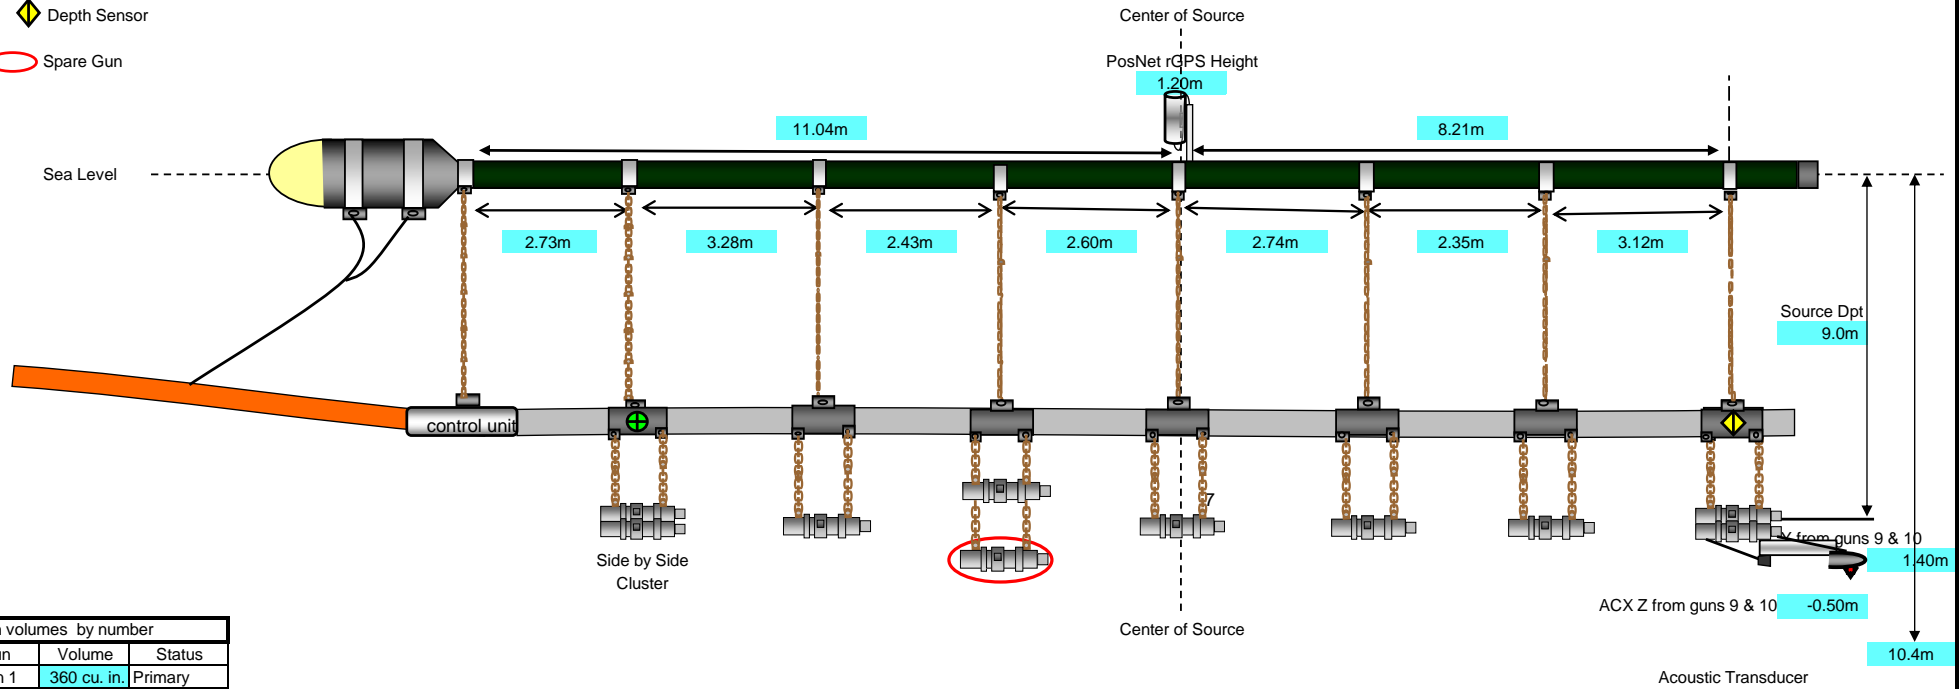 Depth Sensor
Center of Source
Spare Gun
PosNet rGPS Height
1.20m
11.04m
8.21m
Sea Level
2.73m
3.28m
2.43m
2.60m
2.74m
2.35m
3.12m
Source Dpt
9.0m
control unit
7
Side by Side
Cluster
Y from guns 9 & 10
1.40m
ACX Z from guns 9 & 10
-0.50m
Center of Source
volumes by number
Volume Status
1 360 cu. in. Primary
10.4m
Acoustic Transducer